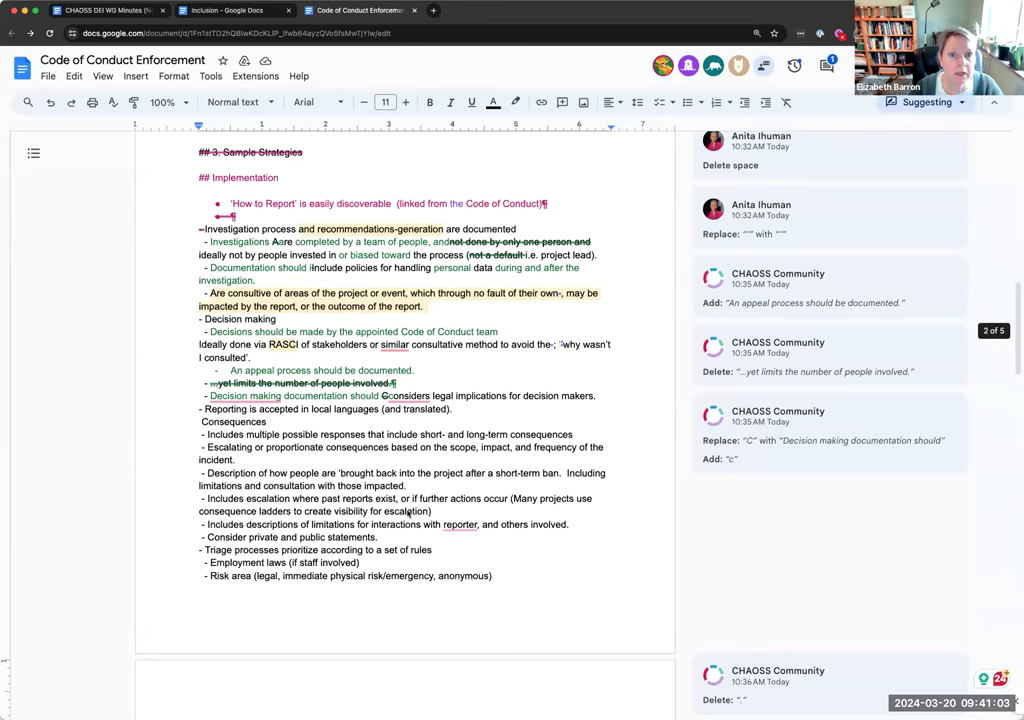 CHAOSS DEI WG Minutes (N
Inclusion - Google Docs
Code of Conduct Enforcemen
docs.google.com/document/d/1Fn1stTD2hQBIwKDcKLIP_Ifwb64ayzQVo5fsMwTjYIw/edit
Elizabeth Barron
Code of Conduct Enforcement
File Edit View Insert Format Tools Extensions Help
1
100% Normal text Arial 11 Suggesting
1 1 2 3 4 5 6 7
## 3. Sample Strategies
## Implementation
● 'How to Report' is easily discoverable (linked from the Code of Conduct)¶
● ¶
-Investigation process and recommendations-generation are documented
- Investigations Aare completed by a team of people, andnot done by only one person and
ideally not by people invested in or biased toward the process (not a default i.e. project lead).
- Documentation should iInclude policies for handling personal data during and after the
investigation.
- Are consultive of areas of the project or event, which through no fault of their own-, may be
impacted by the report, or the outcome of the report.
- Decision making
- Decisions should be made by the appointed Code of Conduct team
Ideally done via RASCI of stakeholders or similar consultative method to avoid the-; 'why wasn't
I consulted'.
- An appeal process should be documented.
- ...yet limits the number of people involved.¶
- Decision making documentation should Cconsiders legal implications for decision makers.
- Reporting is accepted in local languages (and translated).
Consequences
- Includes multiple possible responses that include short- and long-term consequences
- Escalating or proportionate consequences based on the scope, impact, and frequency of the
incident.
- Description of how people are 'brought back into the project after a short-term ban. Including
limitations and consultation with those impacted.
- Includes escalation where past reports exist, or if further actions occur (Many projects use
consequence ladders to create visibility for escalation)
- Includes descriptions of limitations for interactions with reporter, and others involved.
- Consider private and public statements.
- Triage processes prioritize according to a set of rules
- Employment laws (if staff involved)
- Risk area (legal, immediate physical risk/emergency, anonymous)
Anita Ihuman
10:32 AM Today
Delete space
Anita Ihuman
10:32 AM Today
Replace: "'" with "'"
CHAOSS Community
10:35 AM Today
Add: "An appeal process should be documented."
CHAOSS Community
10:35 AM Today
Delete: "...yet limits the number of people involved."
CHAOSS Community
10:35 AM Today
Replace: "C" with "Decision making documentation should"
Add: "c"
2 of 5
CHAOSS Community
10:36 AM Today
Delete: "."
24+
2024-03-20 09:41:03